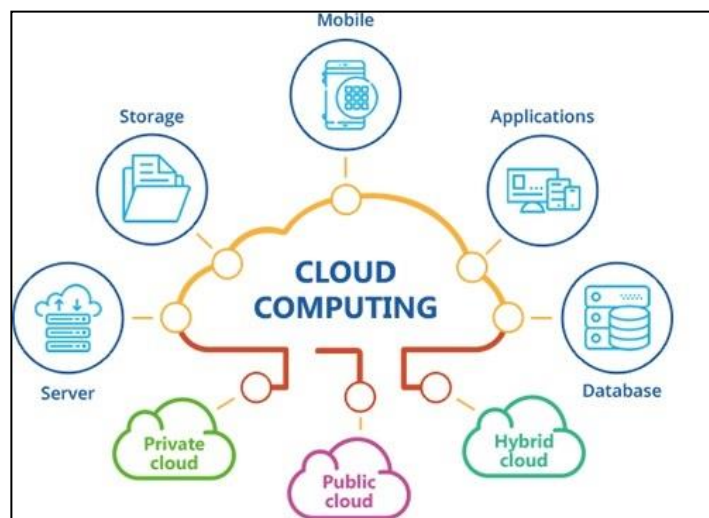 Mobile
Storage
Applications
CLOUD
COMPUTING
Server
Database
Private
cloud
Public
cloud
Hybrid
cloud